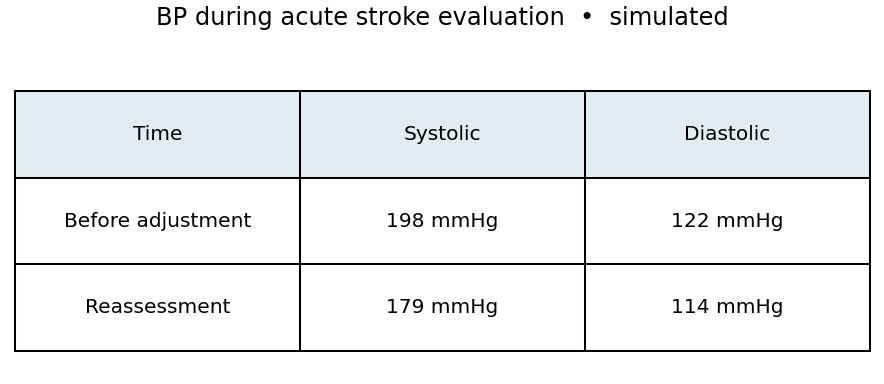 BP during acute stroke evaluation • simulated
Time Systolic Diastolic
Before adjustment 198 mmHg 122 mmHg
Reassessment 179 mmHg 114 mmHg